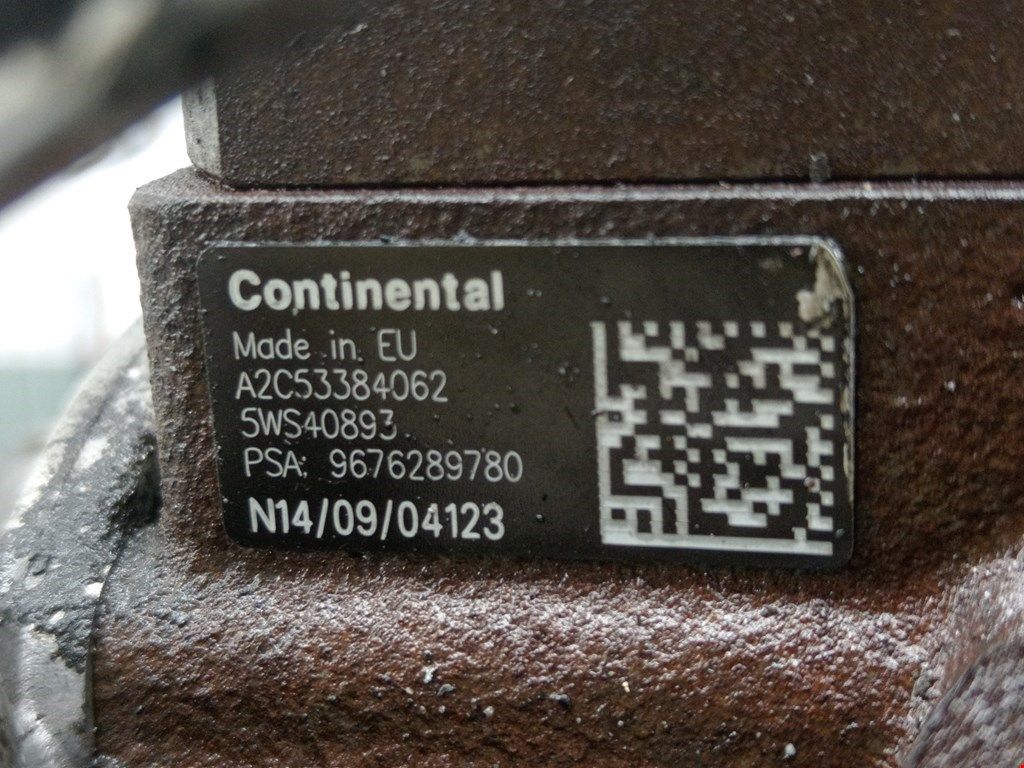 Continental
Made in EU
A2C53384062
5WS40893
PSA: 9676289780
N14/09/04123